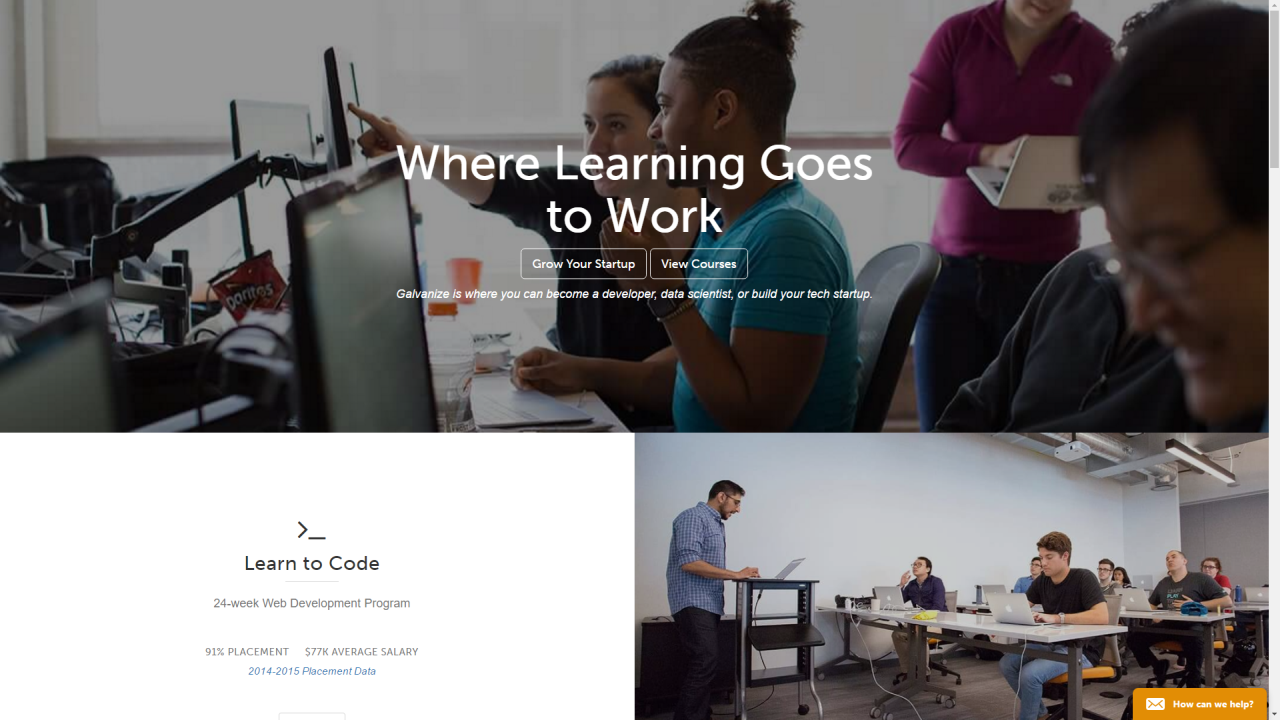 Where Learning Goes
to Work
Grow Your Startup View Courses
Galvanize is where you can become a developer, data scientist, or build your tech startup.
Doritos
>_
Learn to Code
24-week Web Development Program
91% PLACEMENT $77K AVERAGE SALARY
2014-2015 Placement Data
How can we help?